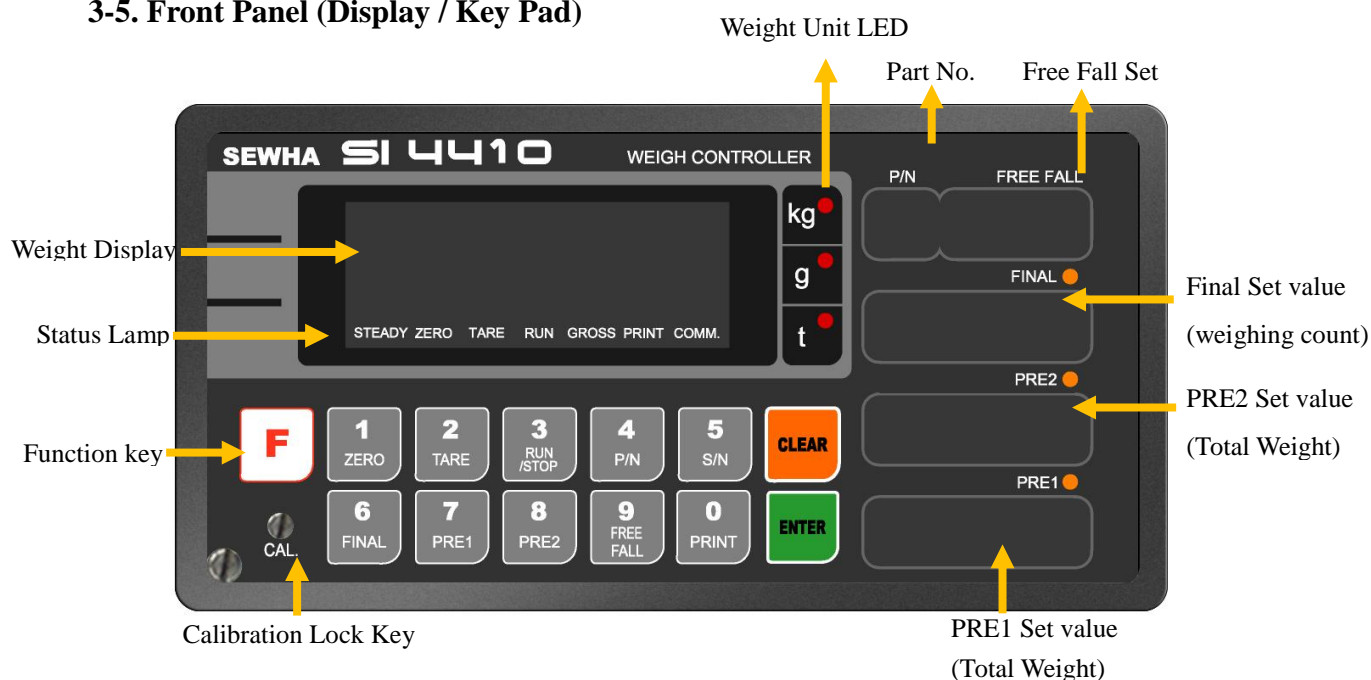 3-5. Front Panel (Display / Key Pad)
Weight Unit LED
Part No.
Free Fall Set
SEWHA SI 4410
WEIGH CONTROLLER
P/N
FREE FALL
kg
Weight Display
g
FINAL
Final Set value
(weighing count)
Status Lamp
STEADY ZERO TARE RUN GROSS PRINT COMM.
t
PRE2
PRE2 Set value
(Total Weight)
Function key
F
1
ZERO
2
TARE
3
RUN
/STOP
4
P/N
5
S/N
CLEAR
PRE1
CAL.
6
FINAL
7
PRE1
8
PRE2
9
FREE
FALL
0
PRINT
ENTER
Calibration Lock Key
PRE1 Set value
(Total Weight)